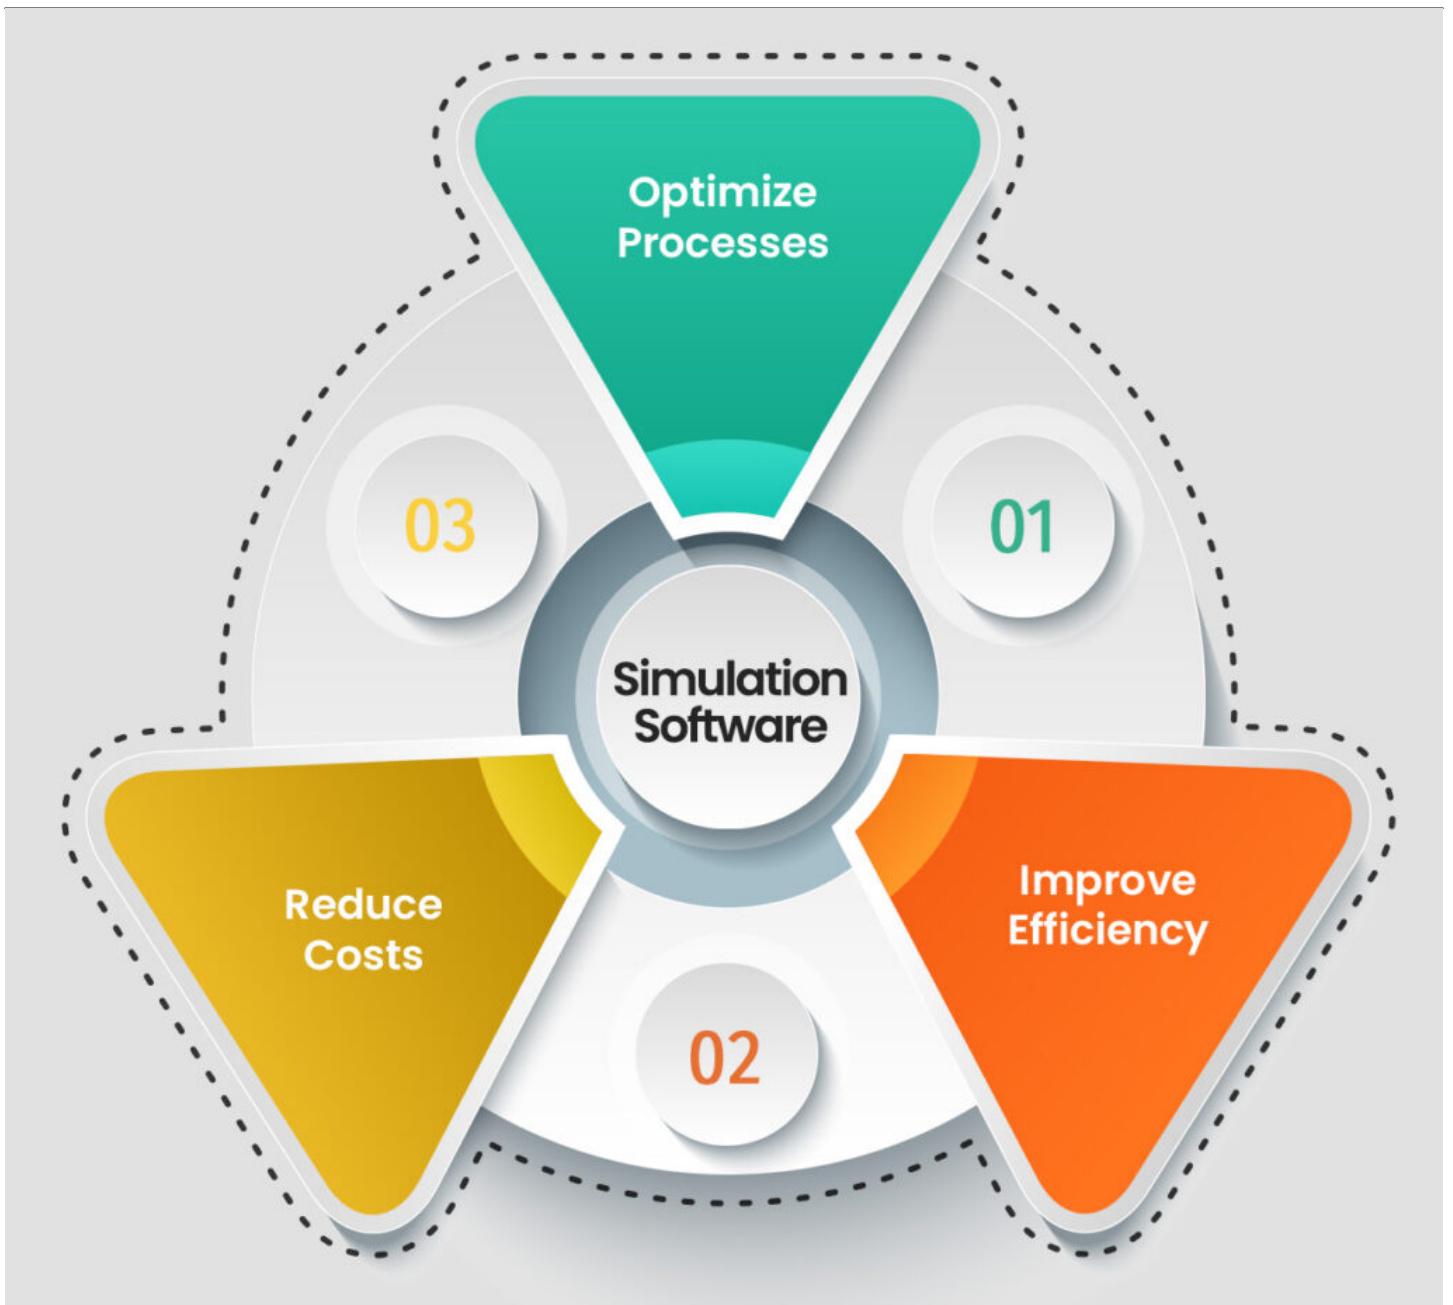 Optimize
Processes
03
01
Simulation
Software
Reduce
Costs
Improve
Efficiency
02